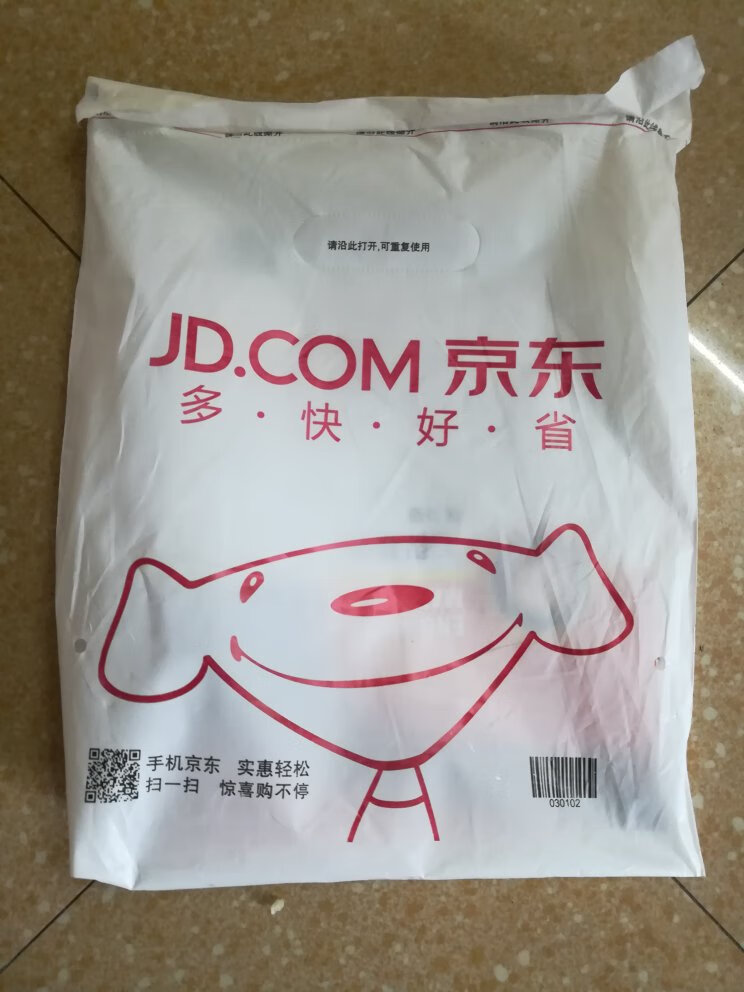 请沿此打开,可重复使用
JD.COM 京东
多·快·好·省
手机京东 实惠轻松
扫一扫 惊喜购不停
030102